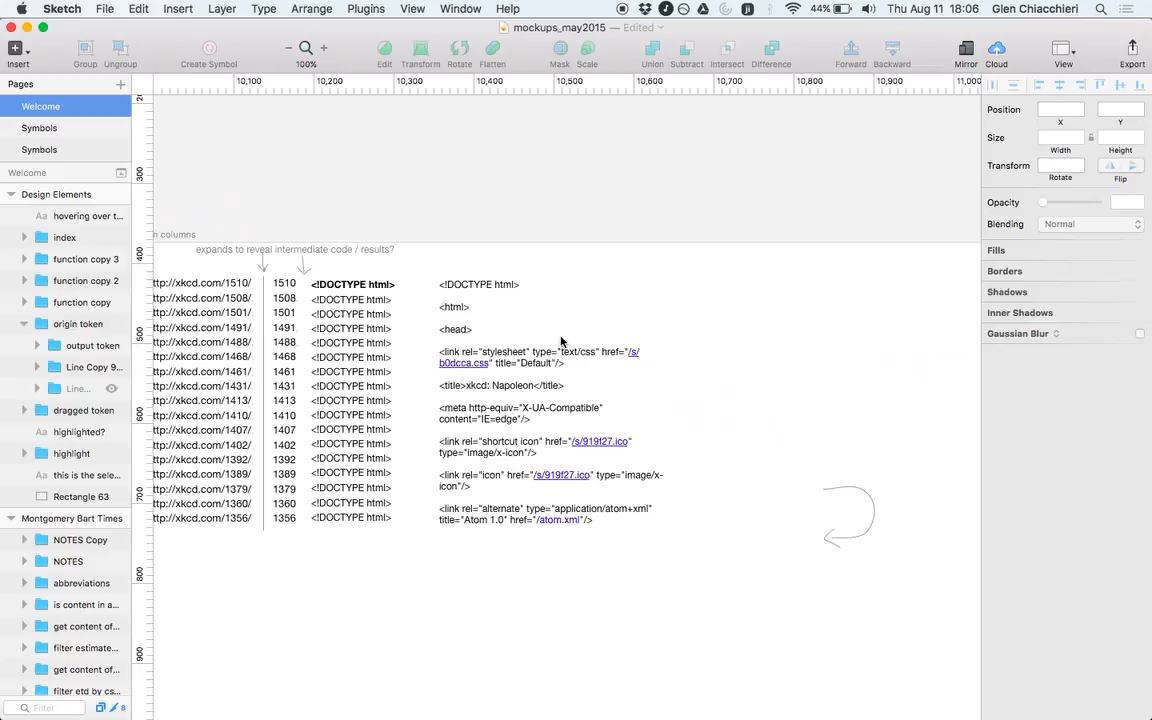 Sketch File Edit Insert Layer Type Arrange Plugins View Window Help 44% Thu Aug 11 18:06 Glen Chiacchieri
mockups_may2015 — Edited
Insert Group Ungroup Create Symbol 100% Edit Transform Rotate Flatten Mask Scale Union Subtract Intersect Difference Forward Backward Mirror Cloud View Export
Pages
Welcome
Symbols
Symbols
Welcome
Design Elements
Aa hovering over t...
index
function copy 3
function copy 2
function copy
origin token
output token
Line Copy 9...
Line...
dragged token
Aa highlighted?
highlight
Aa this is the sele...
Rectangle 63
Montgomery Bart Times
NOTES Copy
NOTES
abbreviations
is content in a...
get content of...
filter estimate...
get content of...
filter etd by cs...
Filter 8
10,100 10,200 10,300 10,400 10,500 10,600 10,700 10,800 10,900 11,000
300
400
500
600
700
800
900
n columns
expands to reveal intermediate code / results?
ttp://xkcd.com/1510/ 1510 <!DOCTYPE html>
ttp://xkcd.com/1508/ 1508 <!DOCTYPE html>
ttp://xkcd.com/1501/ 1501 <!DOCTYPE html>
ttp://xkcd.com/1491/ 1491 <!DOCTYPE html>
ttp://xkcd.com/1488/ 1488 <!DOCTYPE html>
ttp://xkcd.com/1468/ 1468 <!DOCTYPE html>
ttp://xkcd.com/1461/ 1461 <!DOCTYPE html>
ttp://xkcd.com/1431/ 1431 <!DOCTYPE html>
ttp://xkcd.com/1413/ 1413 <!DOCTYPE html>
ttp://xkcd.com/1410/ 1410 <!DOCTYPE html>
ttp://xkcd.com/1407/ 1407 <!DOCTYPE html>
ttp://xkcd.com/1402/ 1402 <!DOCTYPE html>
ttp://xkcd.com/1392/ 1392 <!DOCTYPE html>
ttp://xkcd.com/1389/ 1389 <!DOCTYPE html>
ttp://xkcd.com/1379/ 1379 <!DOCTYPE html>
ttp://xkcd.com/1360/ 1360 <!DOCTYPE html>
ttp://xkcd.com/1356/ 1356 <!DOCTYPE html>
<!DOCTYPE html>
<html>
<head>
<link rel="stylesheet" type="text/css" href="/s/
b0dcca.css" title="Default"/>
<title>xkcd: Napoleon</title>
<meta http-equiv="X-UA-Compatible"
content="IE=edge"/>
<link rel="shortcut icon" href="/s/919f27.ico"
type="image/x-icon"/>
<link rel="icon" href="/s/919f27.ico" type="image/x-
icon"/>
<link rel="alternate" type="application/atom+xml"
title="Atom 1.0" href="/atom.xml"/>
Position
X Y
Size
Width Height
Transform
Rotate Flip
Opacity
Blending Normal
Fills
Borders
Shadows
Inner Shadows
Gaussian Blur